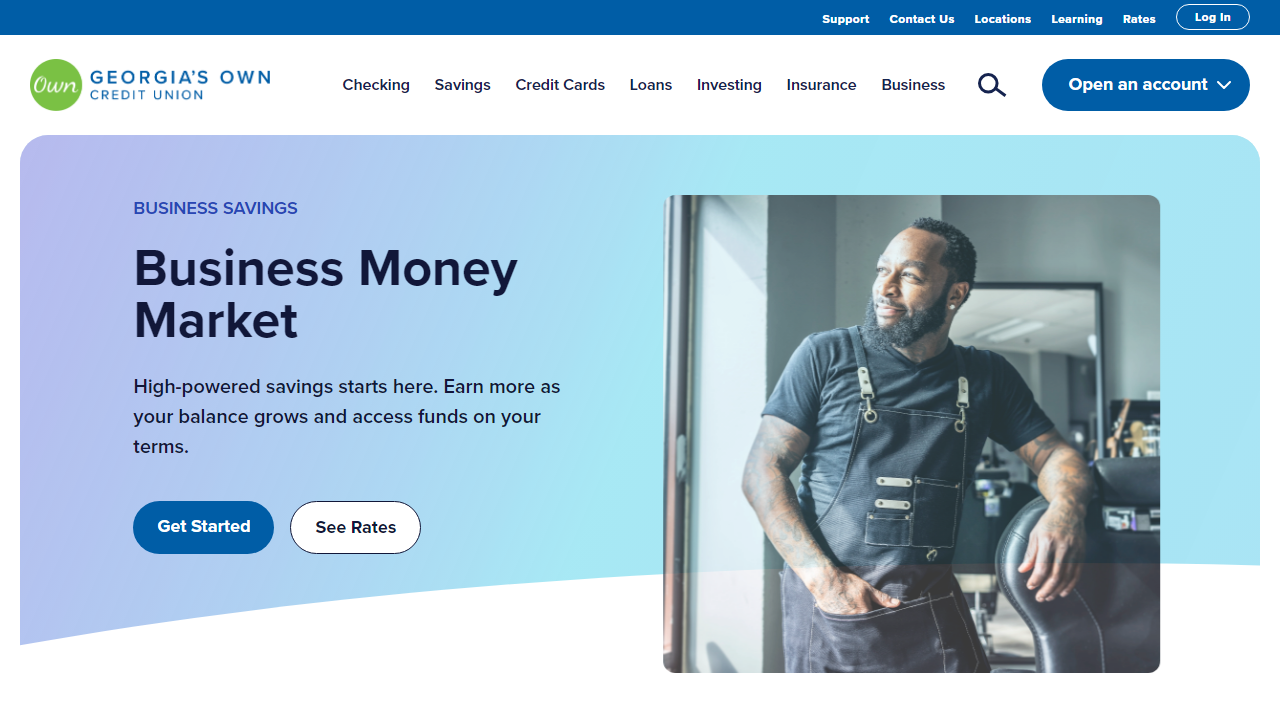 Support Contact Us Locations Learning Rates Log In
Own GEORGIA'S OWN
CREDIT UNION
Checking Savings Credit Cards Loans Investing Insurance Business Open an account
BUSINESS SAVINGS
Business Money
Market
High-powered savings starts here. Earn more as
your balance grows and access funds on your
terms.
Get Started See Rates